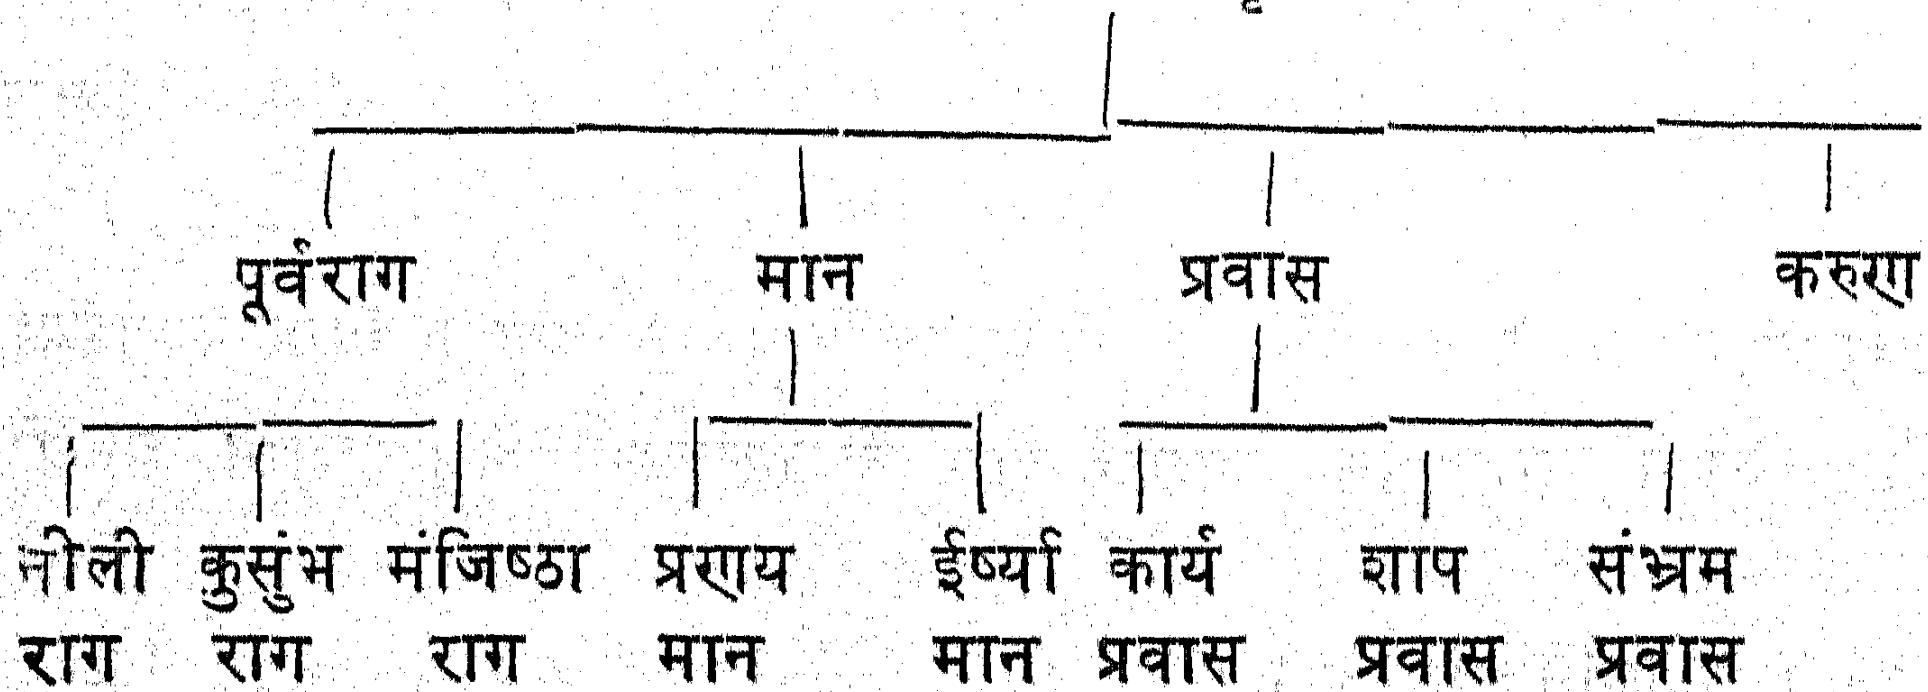 पूर्वराग मान प्रवास करुण
नीली कुसुंभ मंजिष्ठा प्रणय ईर्ष्या कार्य शाप संभ्रम
राग राग राग मान मान प्रवास प्रवास प्रवास